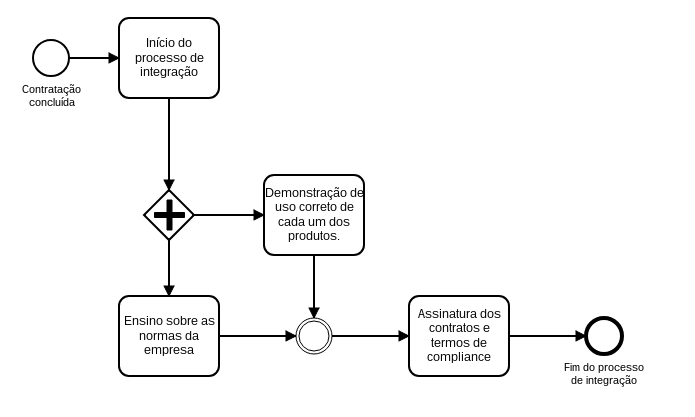 Início do
processo de
integração
Contratação
concluída
Demonstração de
uso correto de
cada um dos
produtos.
Ensino sobre as
normas da
empresa
Assinatura dos
contratos e
termos de
compliance
Fim do processo
de integração